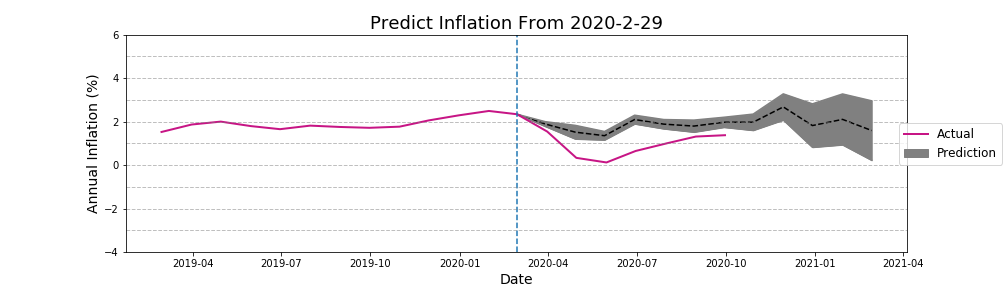 Predict Inflation From 2020-2-29
Annual Inflation (%)
6
4
2
0
−2
−4
Actual
Prediction
2019-04 2019-07 2019-10 2020-01 2020-04 2020-07 2020-10 2021-01 2021-04
Date